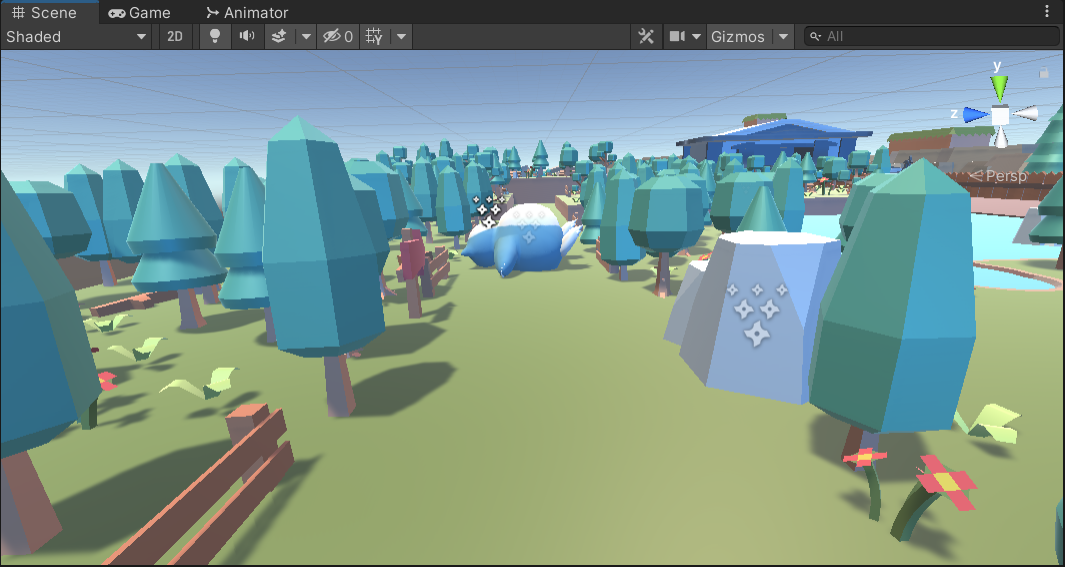 Scene Game Animator
Shaded 2D 0 Gizmos All
y
z
Persp